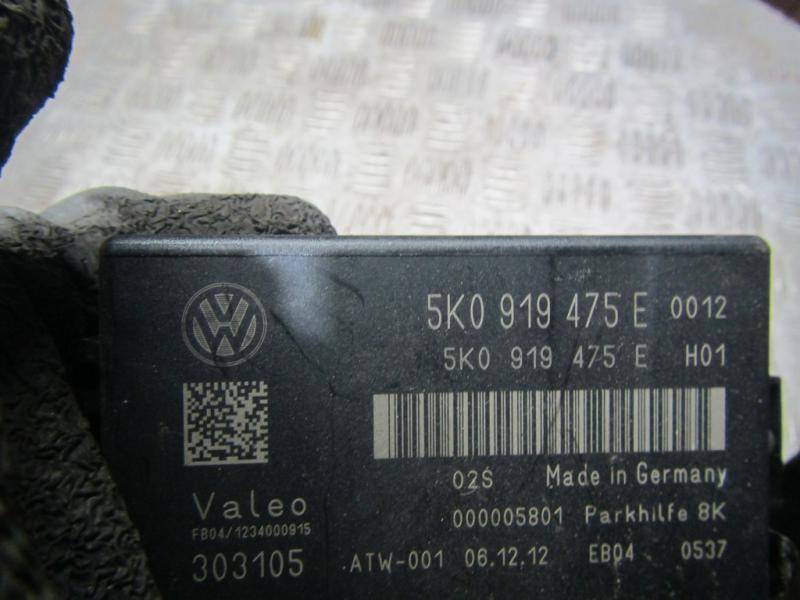 5K0 919 475 E 0012
5K0 919 475 E H01
02S Made in Germany
Valeo
000005801 Parkhilfe 8K
FB04/1234000915
303105 ATW-001 06.12.12 EB04 0537